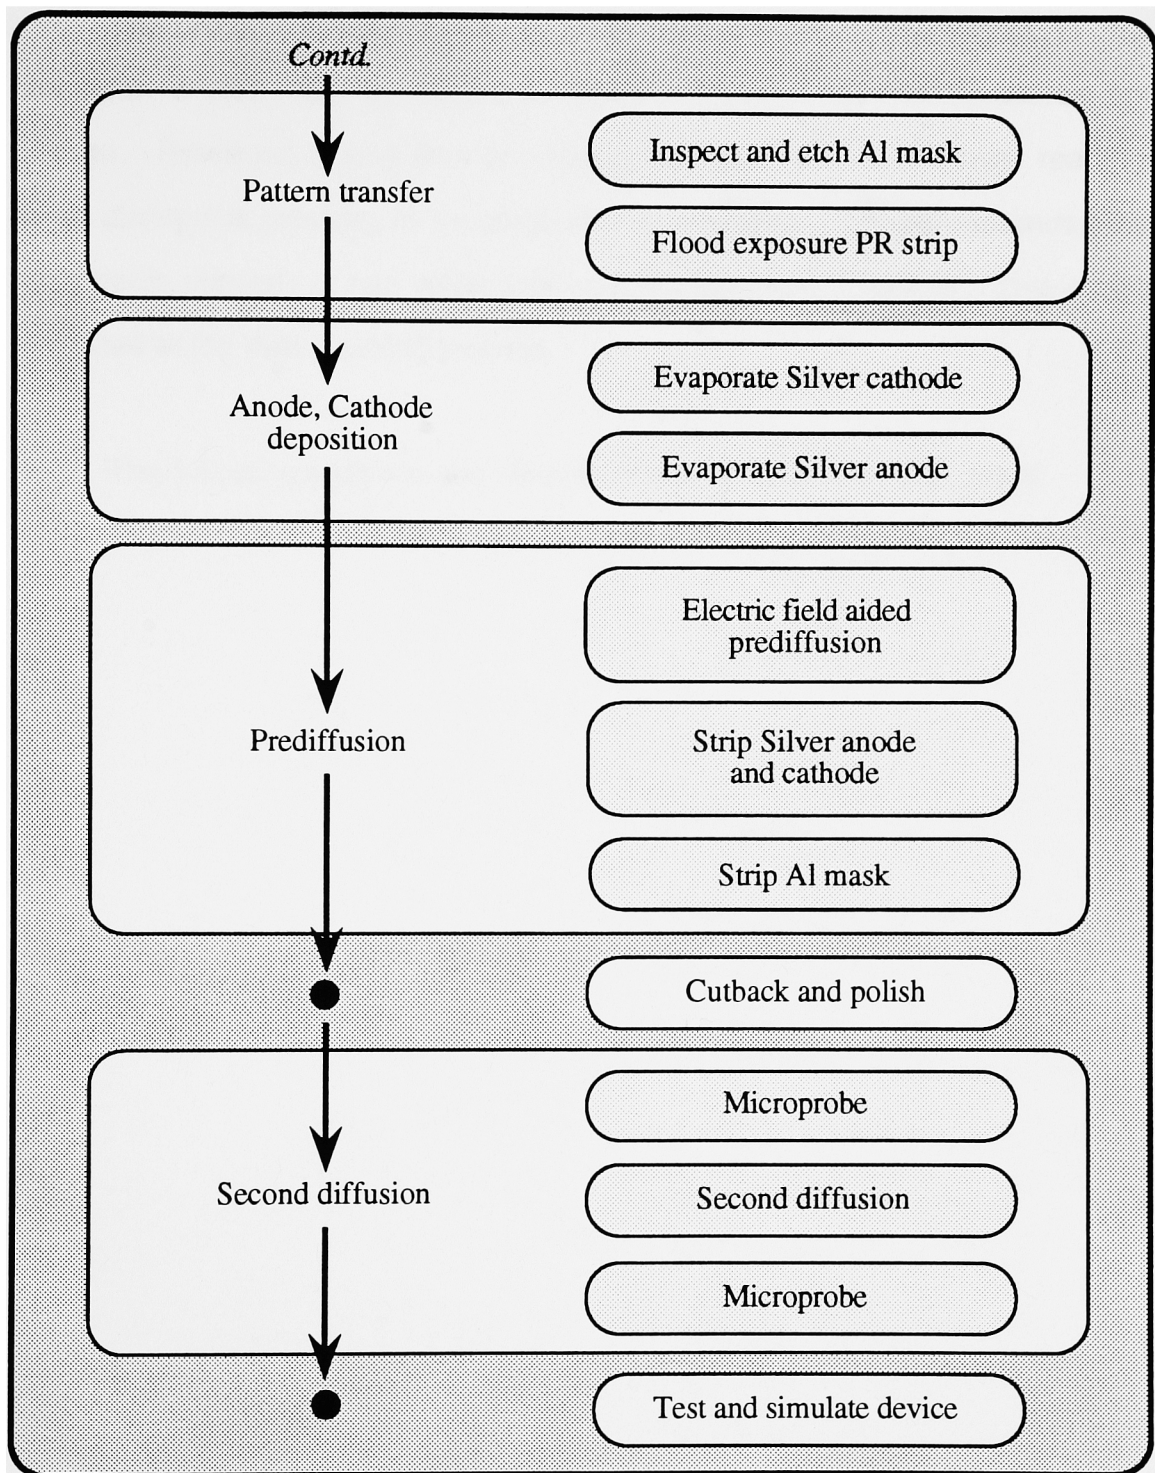 Contd.
Pattern transfer
Inspect and etch Al mask
Flood exposure PR strip
Anode, Cathode
deposition
Evaporate Silver cathode
Evaporate Silver anode
Prediffusion
Electric field aided
prediffusion
Strip Silver anode
and cathode
Strip Al mask
Cutback and polish
Second diffusion
Microprobe
Second diffusion
Microprobe
Test and simulate device